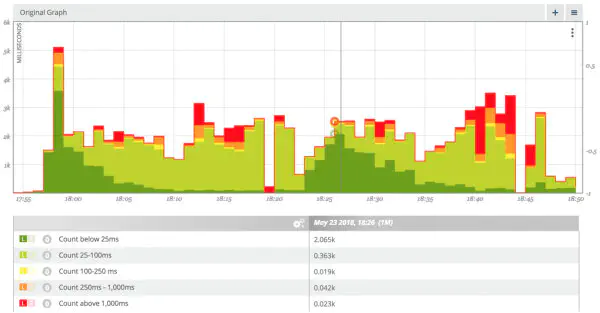 Original Graph
+ ≡
6k
5k
4k
3k
2k
1k
MILLISECONDS
1
0.5
-0.5
-1
17:55 18:00 18:05 18:10 18:15 18:20 18:25 18:30 18:35 18:40 18:45 18:50
May 23 2018, 18:26 (1M)
L Count below 25ms 2.065k
L Count 25-100ms 0.363k
L Count 100-250 ms 0.019k
L Count 250ms - 1,000ms 0.042k
L Count above 1,000ms 0.023k